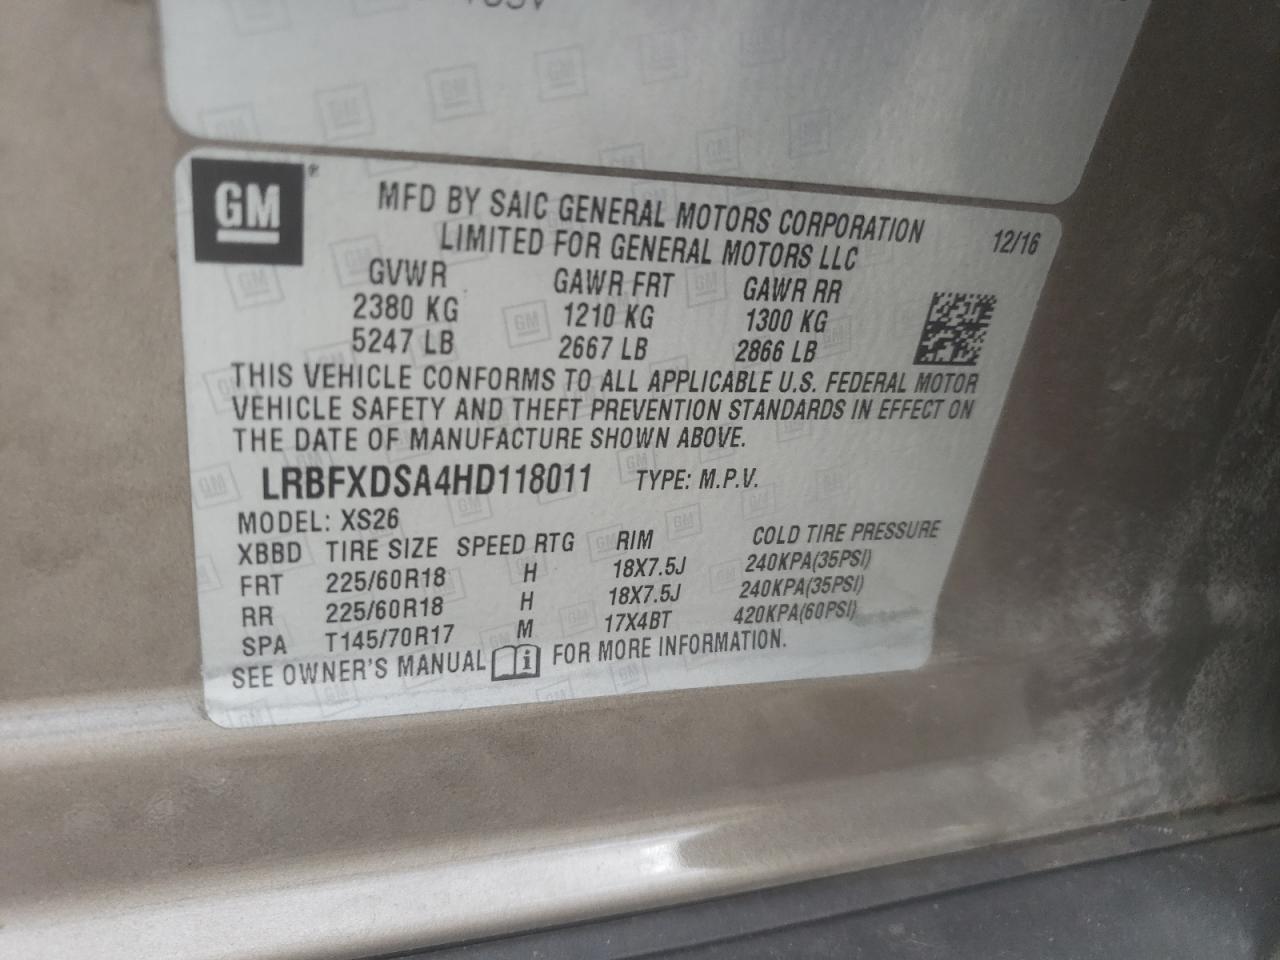 GM
®
MFD BY SAIC GENERAL MOTORS CORPORATION
LIMITED FOR GENERAL MOTORS LLC
12/16
GVWR GAWR FRT GAWR RR
2380 KG 1210 KG 1300 KG
5247 LB 2667 LB 2866 LB
THIS VEHICLE CONFORMS TO ALL APPLICABLE U.S. FEDERAL MOTOR
VEHICLE SAFETY AND THEFT PREVENTION STANDARDS IN EFFECT ON
THE DATE OF MANUFACTURE SHOWN ABOVE.
LRBFXDSA4HD118011 TYPE: M.P.V.
MODEL: XS26
XBBD TIRE SIZE SPEED RTG RIM COLD TIRE PRESSURE
FRT 225/60R18 H 18X7.5J 240KPA(35PSI)
RR 225/60R18 H 18X7.5J 240KPA(35PSI)
SPA T145/70R17 M 17X4BT 420KPA(60PSI)
SEE OWNER'S MANUAL i FOR MORE INFORMATION.